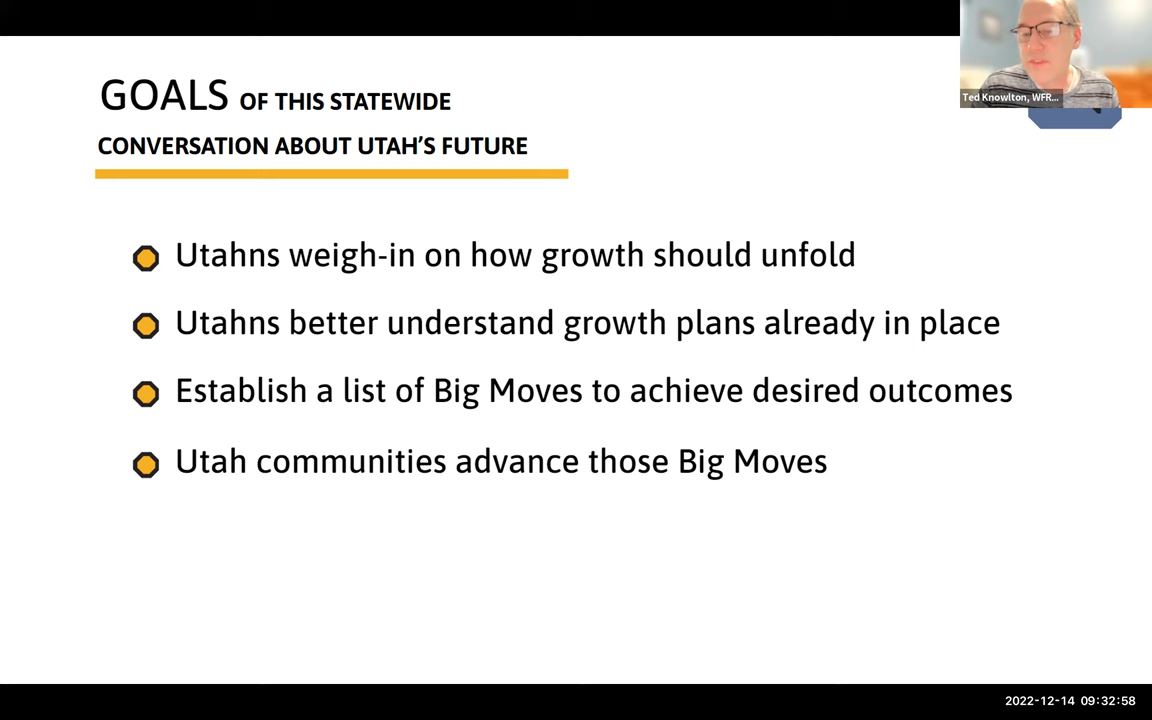 Ted Knowlton, WFR...
GOALS OF THIS STATEWIDE
CONVERSATION ABOUT UTAH'S FUTURE
Utahns weigh-in on how growth should unfold
Utahns better understand growth plans already in place
Establish a list of Big Moves to achieve desired outcomes
Utah communities advance those Big Moves
2022-12-14 09:32:58